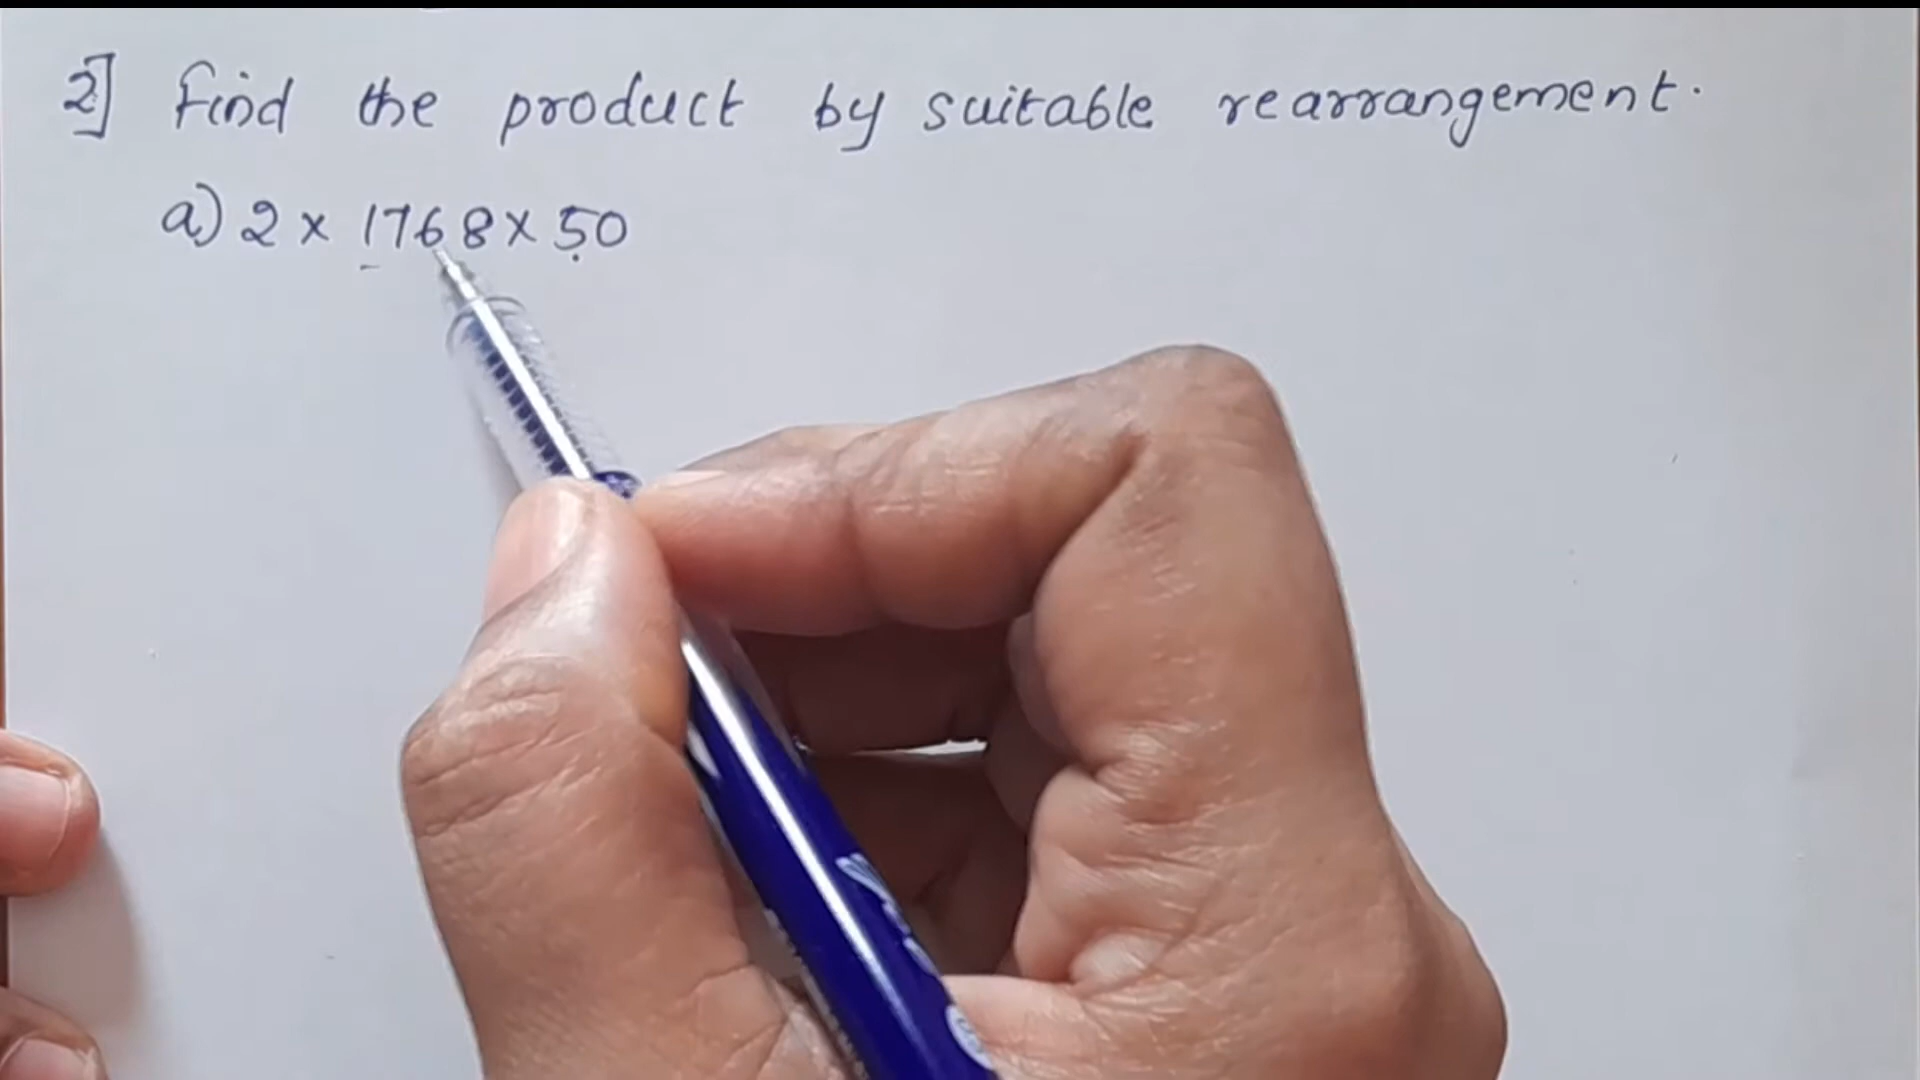 2] Find the product by suitable rearrangement.
a) 2 x 1768 x 50